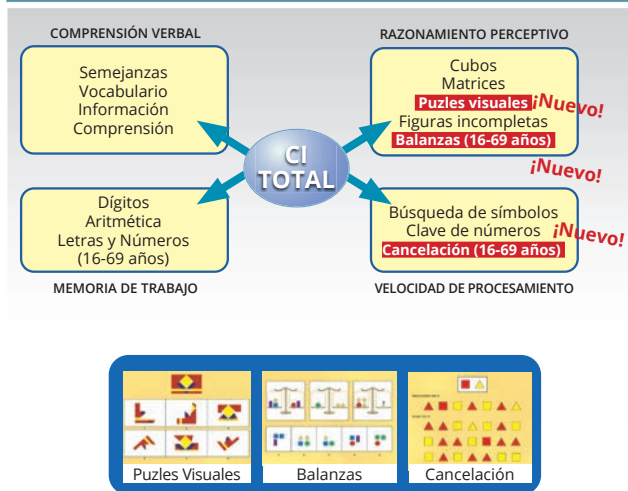 COMPRENSIÓN VERBAL
Semejanzas
Vocabulario
Información
Comprensión
RAZONAMIENTO PERCEPTIVO
Cubos
Matrices
Puzles visuales ¡Nuevo!
Figuras incompletas
Balanzas (16-69 años)
¡Nuevo!
CI
TOTAL
Dígitos
Aritmética
Letras y Números
(16-69 años)
MEMORIA DE TRABAJO
Búsqueda de símbolos
Clave de números ¡Nuevo!
Cancelación (16-69 años)
VELOCIDAD DE PROCESAMIENTO
Puzles Visuales
Balanzas
Cancelación